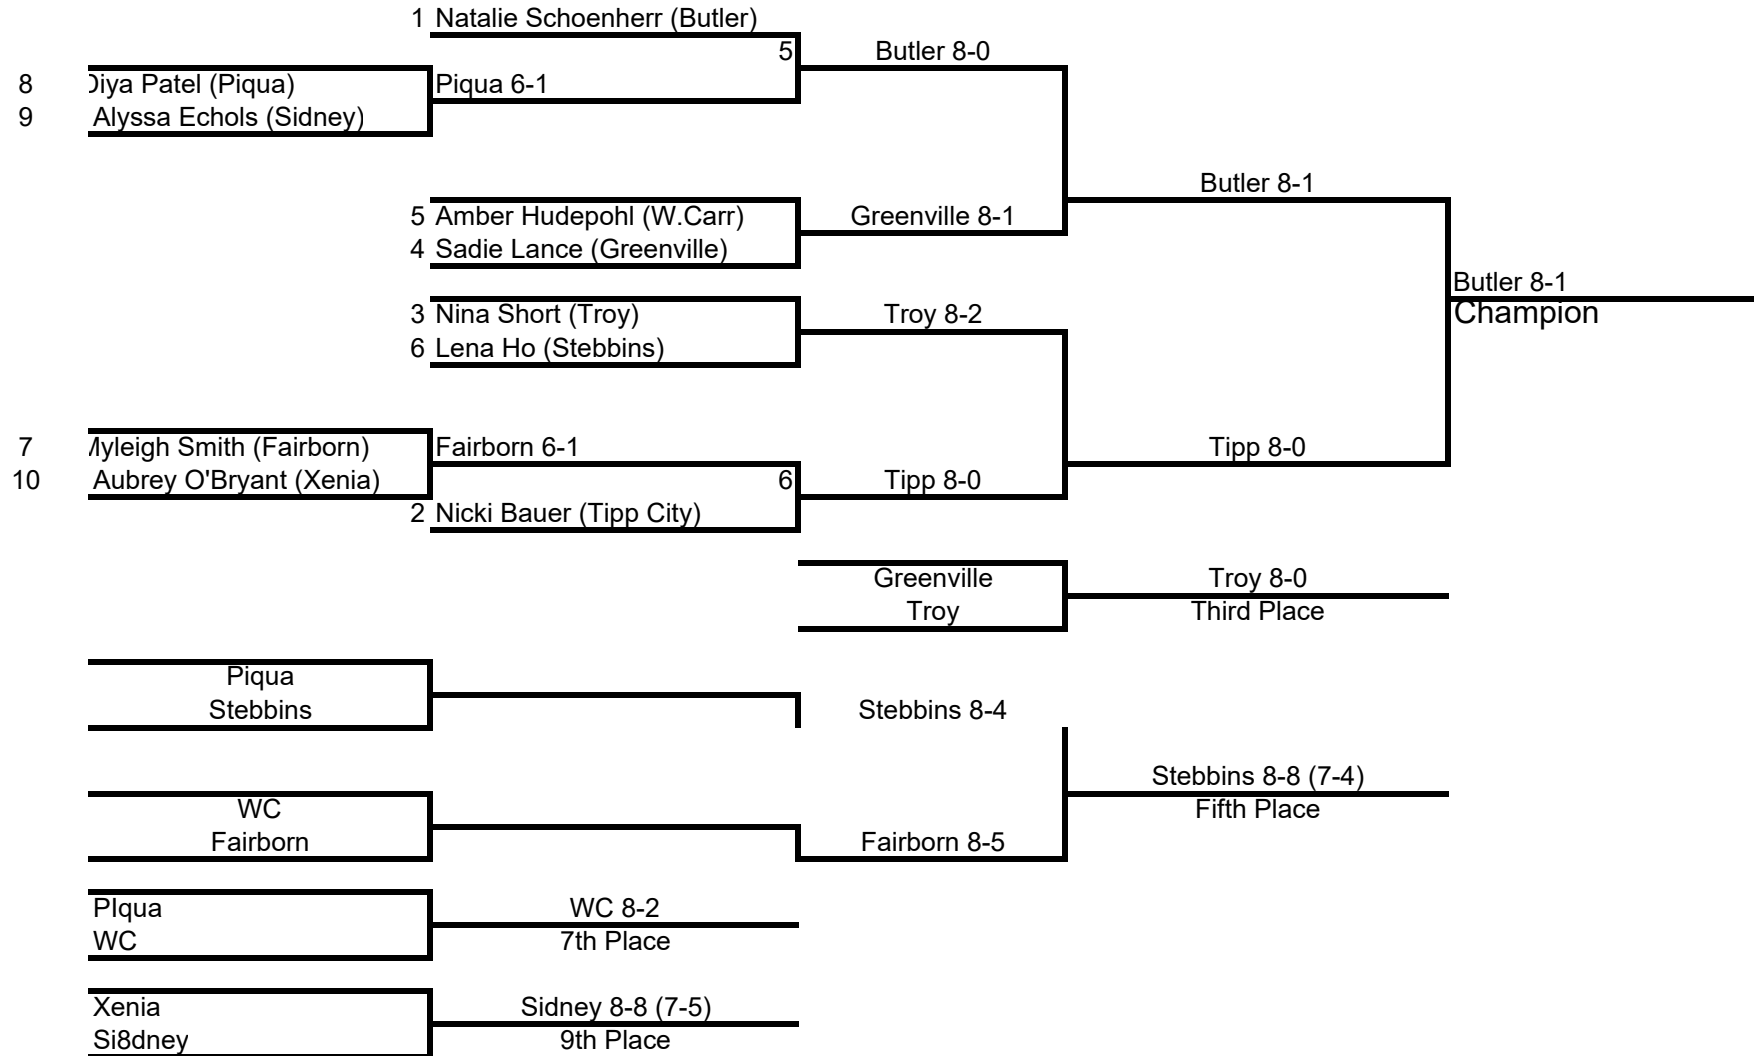 1 Natalie Schoenherr (Butler)
5 Butler 8-0
8 Diya Patel (Piqua) Piqua 6-1
9 Alyssa Echols (Sidney)
Butler 8-1
5 Amber Hudepohl (W.Carr) Greenville 8-1
4 Sadie Lance (Greenville)
Butler 8-1
3 Nina Short (Troy) Troy 8-2 Champion
6 Lena Ho (Stebbins)
7 Myleigh Smith (Fairborn) Fairborn 6-1 Tipp 8-0
10 Aubrey O'Bryant (Xenia) 6 Tipp 8-0
2 Nicki Bauer (Tipp City)
Greenville Troy 8-0
Troy Third Place
Piqua
Stebbins Stebbins 8-4
Stebbins 8-8 (7-4)
WC Fifth Place
Fairborn Fairborn 8-5
PIqua WC 8-2
WC 7th Place
Xenia Sidney 8-8 (7-5)
Si8dney 9th Place